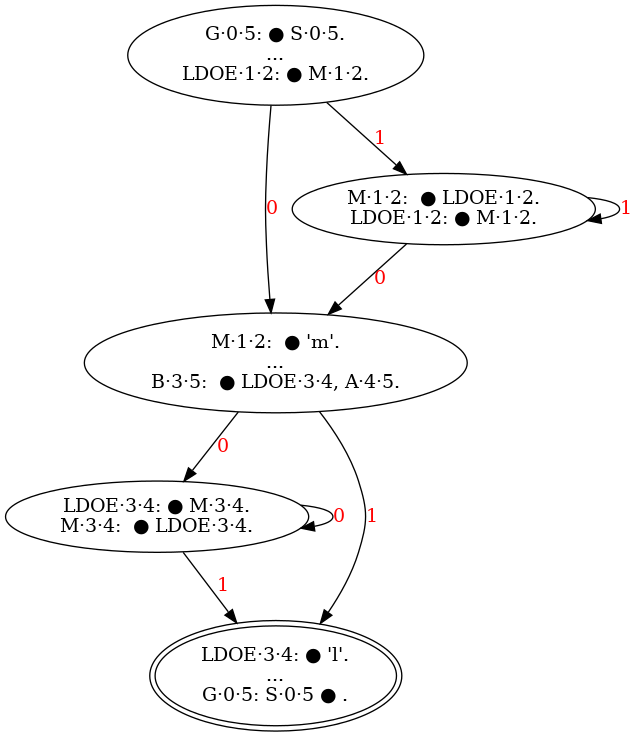 G·0·5: ● S·0·5.
...
LDOE·1·2: ● M·1·2.
1
0
M·1·2: ● LDOE·1·2.
LDOE·1·2: ● M·1·2.
1
0
M·1·2: ● 'm'.
...
B·3·5: ● LDOE·3·4, A·4·5.
0
1
LDOE·3·4: ● M·3·4.
M·3·4: ● LDOE·3·4.
0
1
LDOE·3·4: ● 'l'.
...
G·0·5: S·0·5 ● .